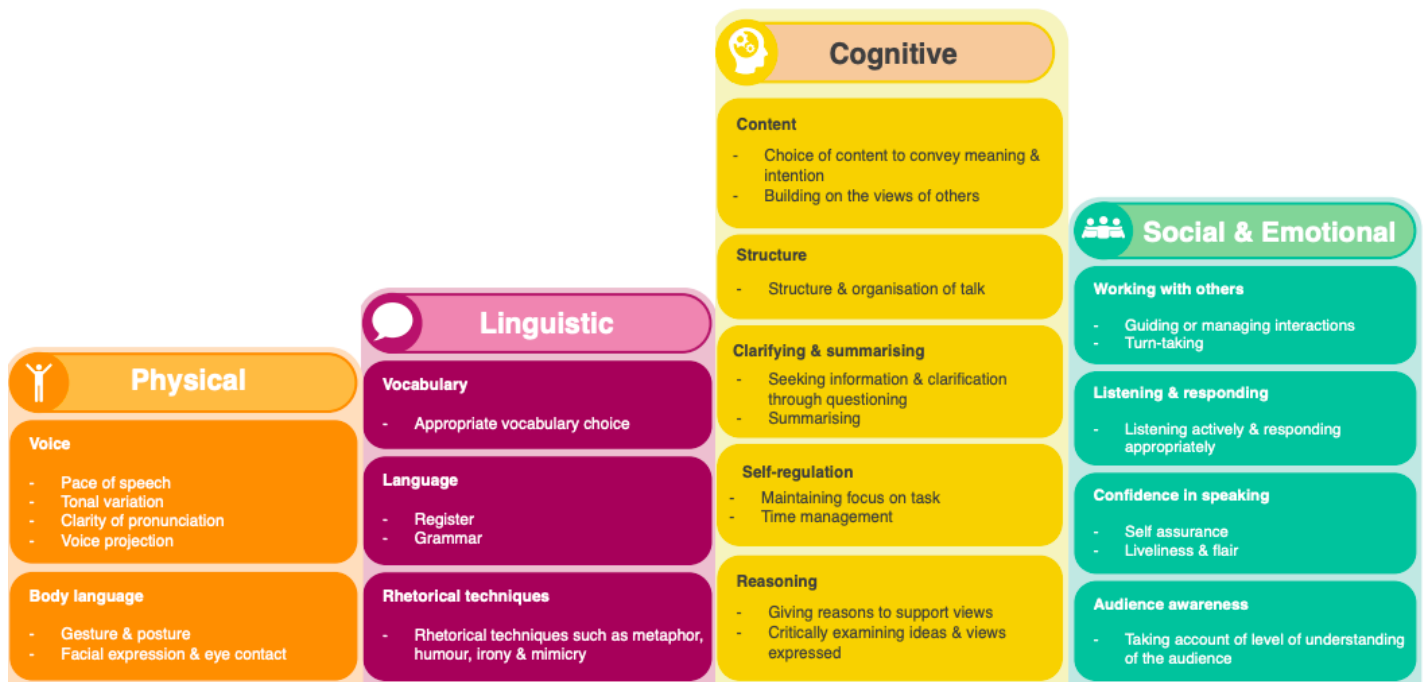 Physical
Voice
- Pace of speech
- Tonal variation
- Clarity of pronunciation
- Voice projection
Body language
- Gesture & posture
- Facial expression & eye contact
Linguistic
Vocabulary
- Appropriate vocabulary choice
Language
- Register
- Grammar
Rhetorical techniques
- Rhetorical techniques such as metaphor,
humour, irony & mimicry
Cognitive
Content
- Choice of content to convey meaning &
intention
- Building on the views of others
Structure
- Structure & organisation of talk
Clarifying & summarising
- Seeking information & clarification
through questioning
- Summarising
Self-regulation
- Maintaining focus on task
- Time management
Reasoning
- Giving reasons to support views
- Critically examining ideas & views
expressed
Social & Emotional
Working with others
- Guiding or managing interactions
- Turn-taking
Listening & responding
- Listening actively & responding
appropriately
Confidence in speaking
- Self assurance
- Liveliness & flair
Audience awareness
- Taking account of level of understanding
of the audience